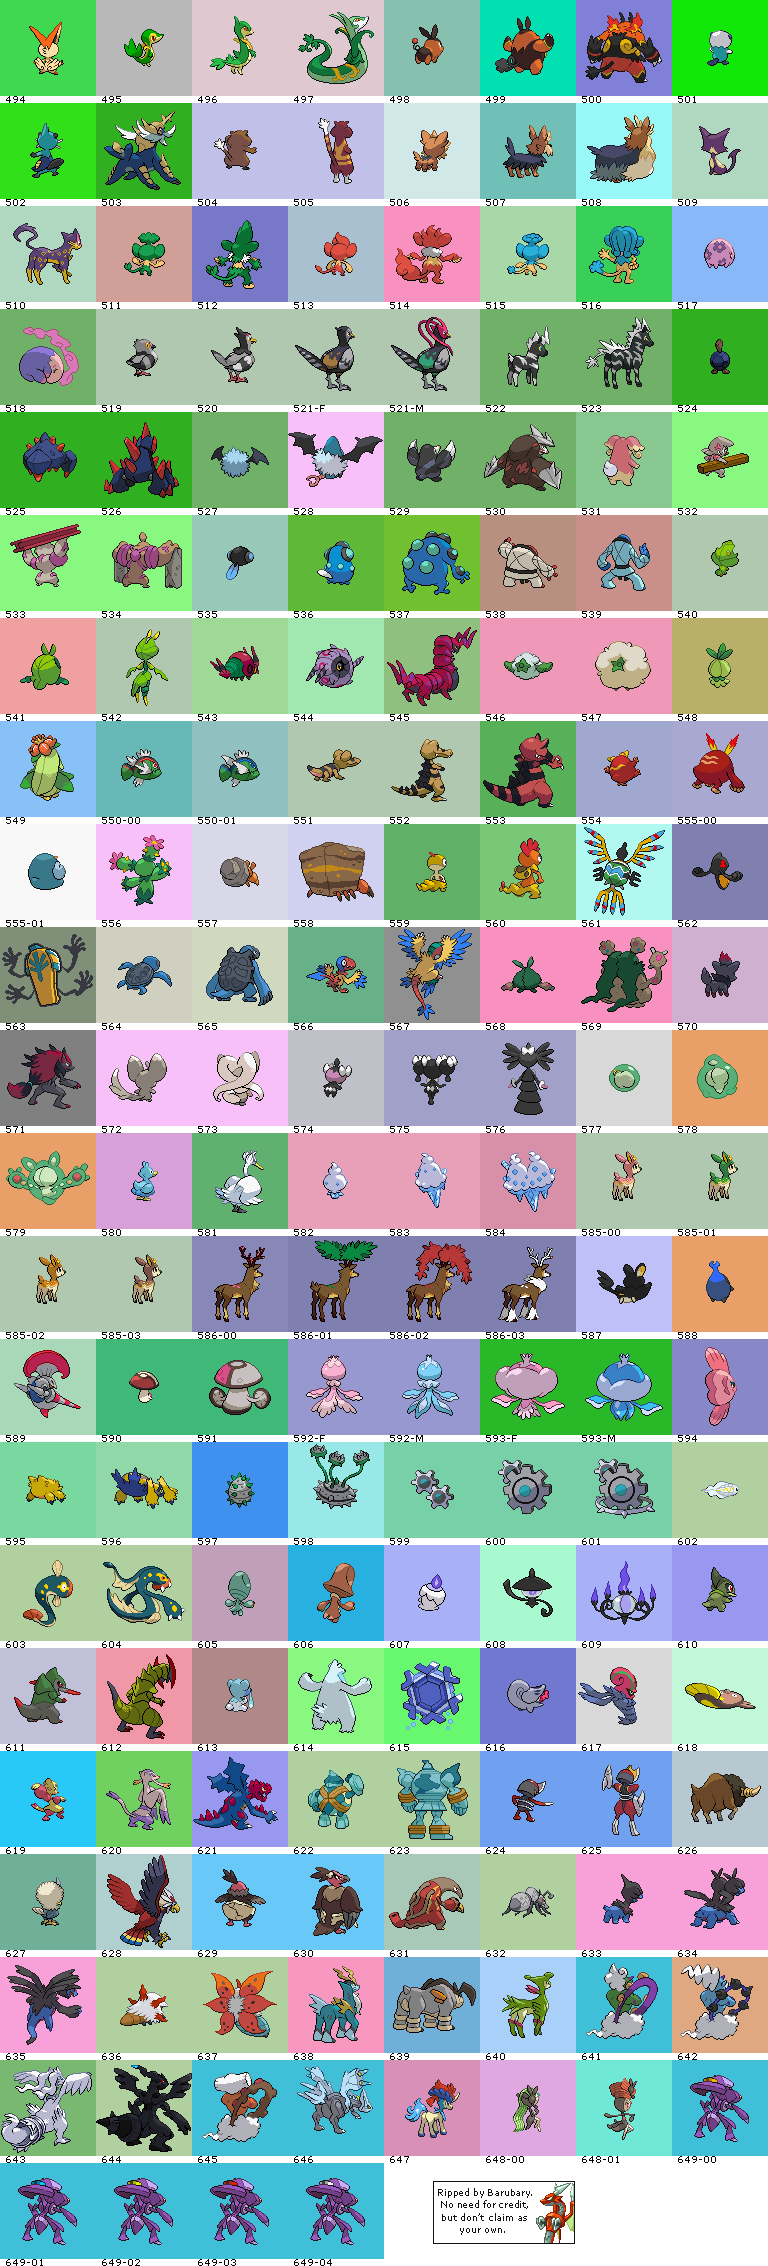 494 495 496 497 498 499 500 501
502 503 504 505 506 507 508 509
510 511 512 513 514 515 516 517
518 519 520 521-F 521-M 522 523 524
525 526 527 528 529 530 531 532
533 534 535 536 537 538 539 540
541 542 543 544 545 546 547 548
549 550-00 550-01 551 552 553 554 555-00
555-01 556 557 558 559 560 561 562
563 564 565 566 567 568 569 570
571 572 573 574 575 576 577 578
579 580 581 582 583 584 585-00 585-01
585-02 585-03 586-00 586-01 586-02 586-03 587 588
589 590 591 592-F 592-M 593-F 593-M 594
595 596 597 598 599 600 601 602
603 604 605 606 607 608 609 610
611 612 613 614 615 616 617 618
619 620 621 622 623 624 625 626
627 628 629 630 631 632 633 634
635 636 637 638 639 640 641 642
643 644 645 646 647 648-00 648-01 649-00
649-01 649-02 649-03 649-04
Ripped by Barubary.
No need for credit,
but don't claim as
your own.